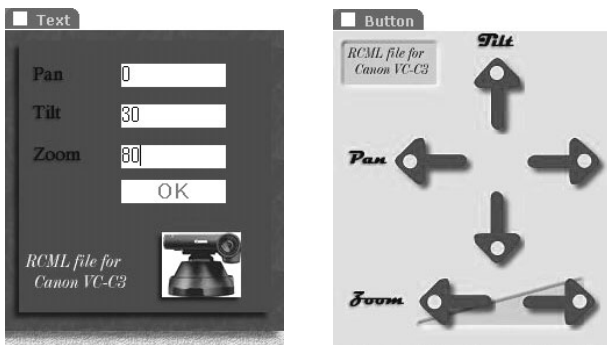 Text
Pan 0
Tilt 30
Zoom 80
OK
RCML file for
Canon VC-C3
Button
Tilt
RCML file for
Canon VC-C3
Pan
Zoom